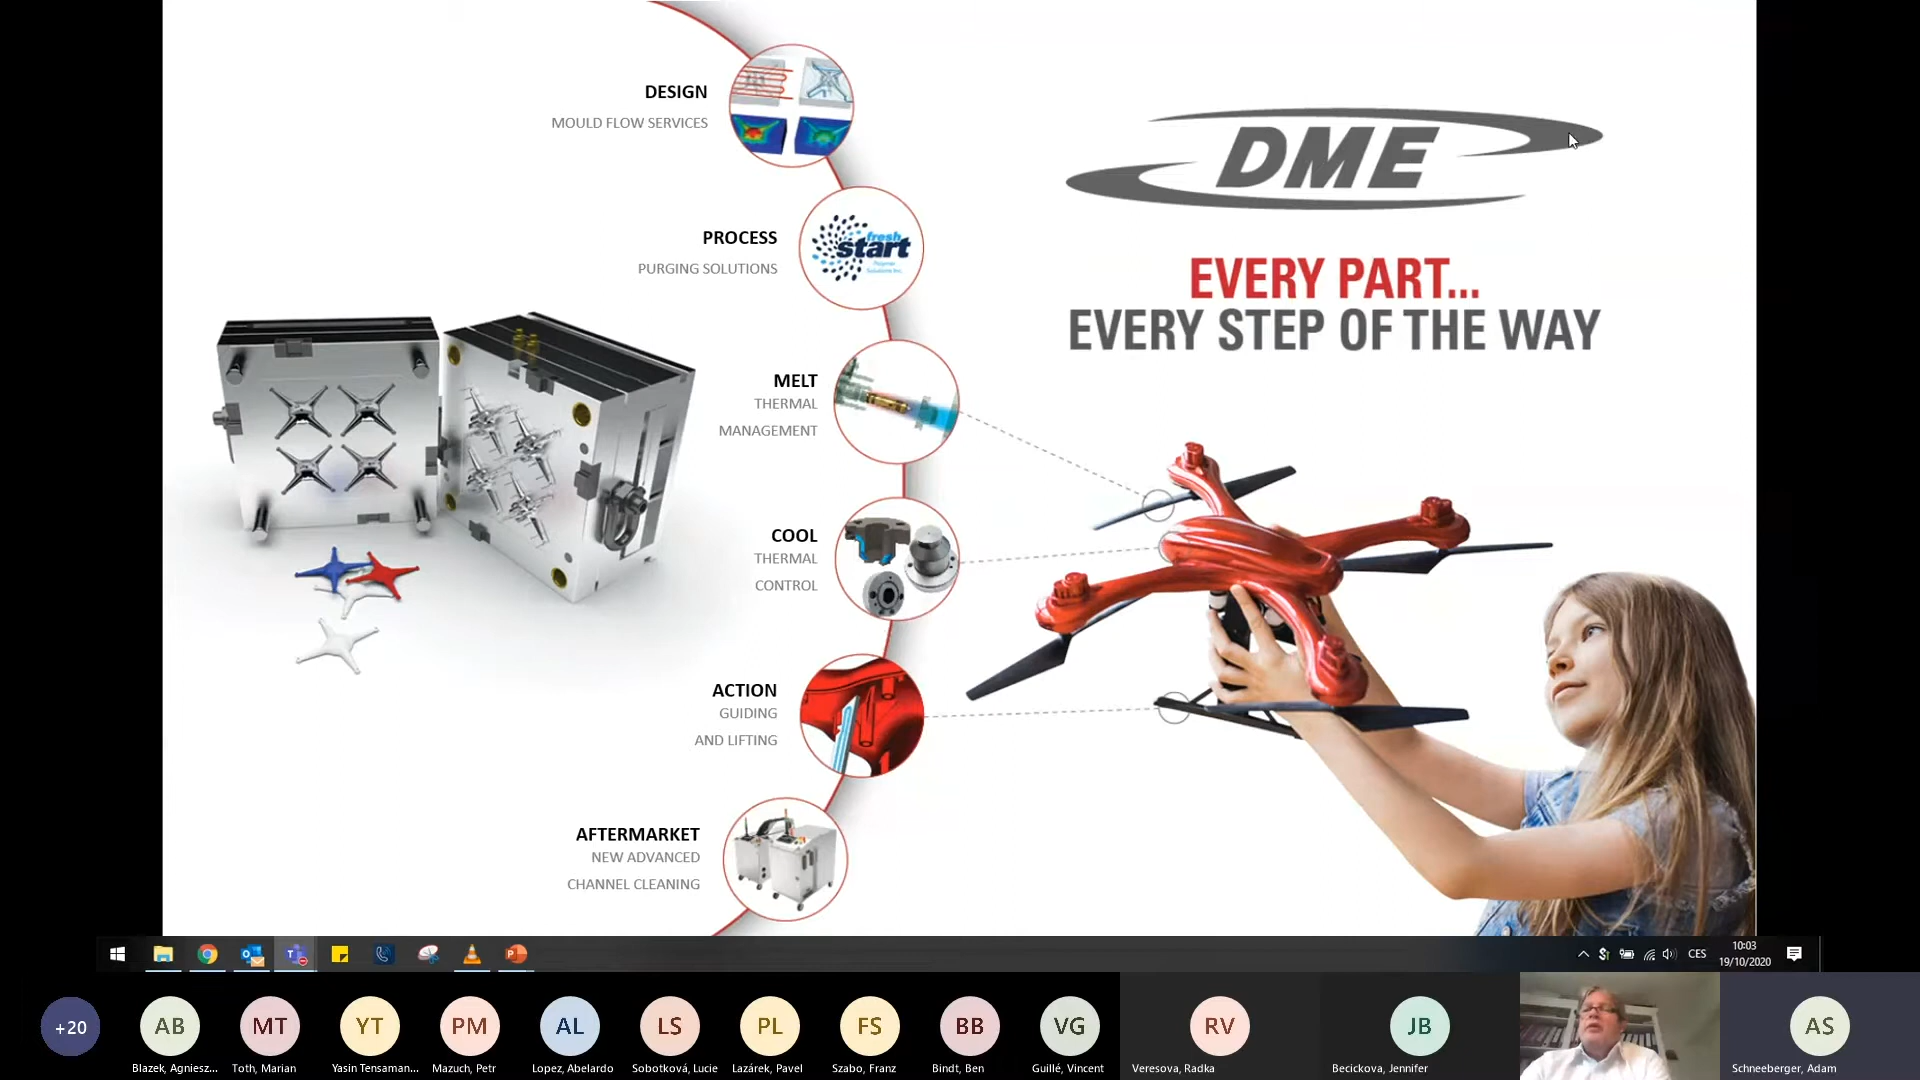 DESIGN
MOULD FLOW SERVICES
PROCESS
PURGING SOLUTIONS
fresh
start
MELT
THERMAL
MANAGEMENT
COOL
THERMAL
CONTROL
ACTION
GUIDING
AND LIFTING
AFTERMARKET
NEW ADVANCED
CHANNEL CLEANING
DME
EVERY PART...
EVERY STEP OF THE WAY
CES
10:03
19/10/2020
+20
AB
MT
YT
PM
AL
LS
PL
FS
BB
VG
RV
JB
AS
Blazek, Agniesz...
Toth, Marian
Yasin Tensaman...
Mazuch, Petr
Lopez, Abelardo
Sobotková, Lucie
Lazárek, Pavel
Szabo, Franz
Bindt, Ben
Guillé, Vincent
Veresova, Radka
Becickova, Jennifer
Schneeberger, Adam